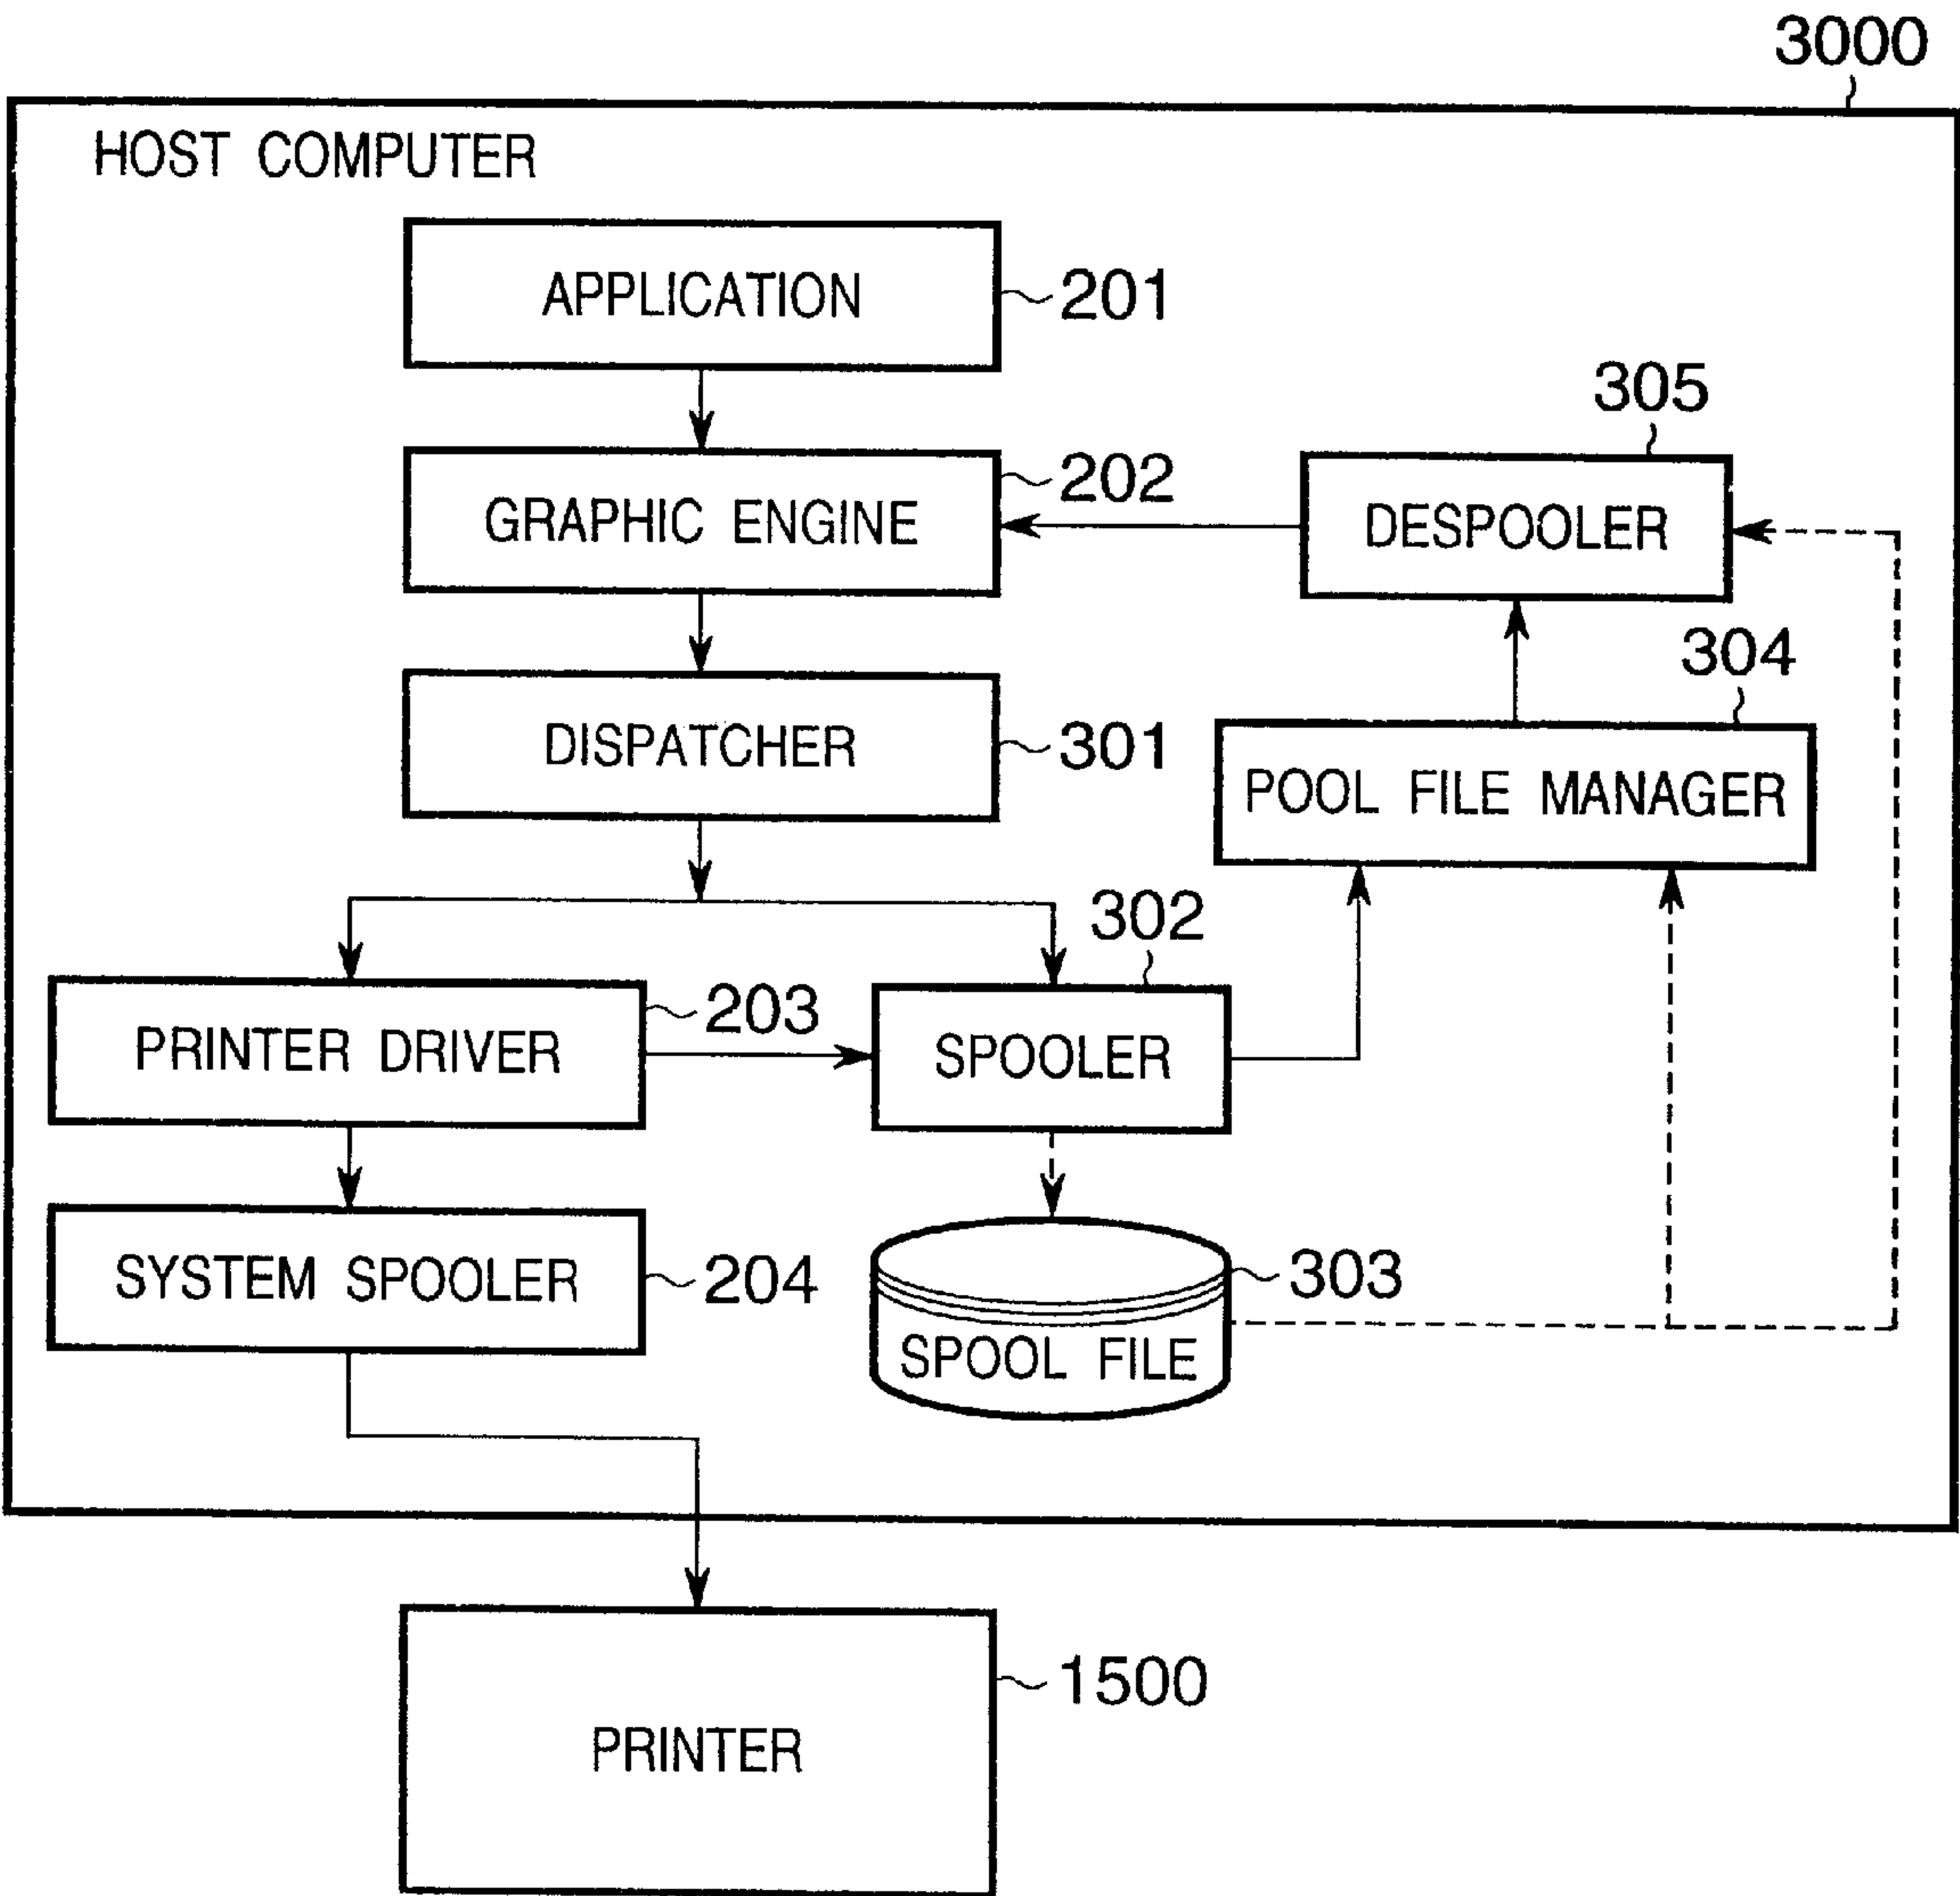 3000
HOST COMPUTER
APPLICATION
201
305
GRAPHIC ENGINE
202
DESPOOLER
304
DISPATCHER
301
POOL FILE MANAGER
302
PRINTER DRIVER
203
SPOOLER
SYSTEM SPOOLER
204
303
SPOOL FILE
1500
PRINTER